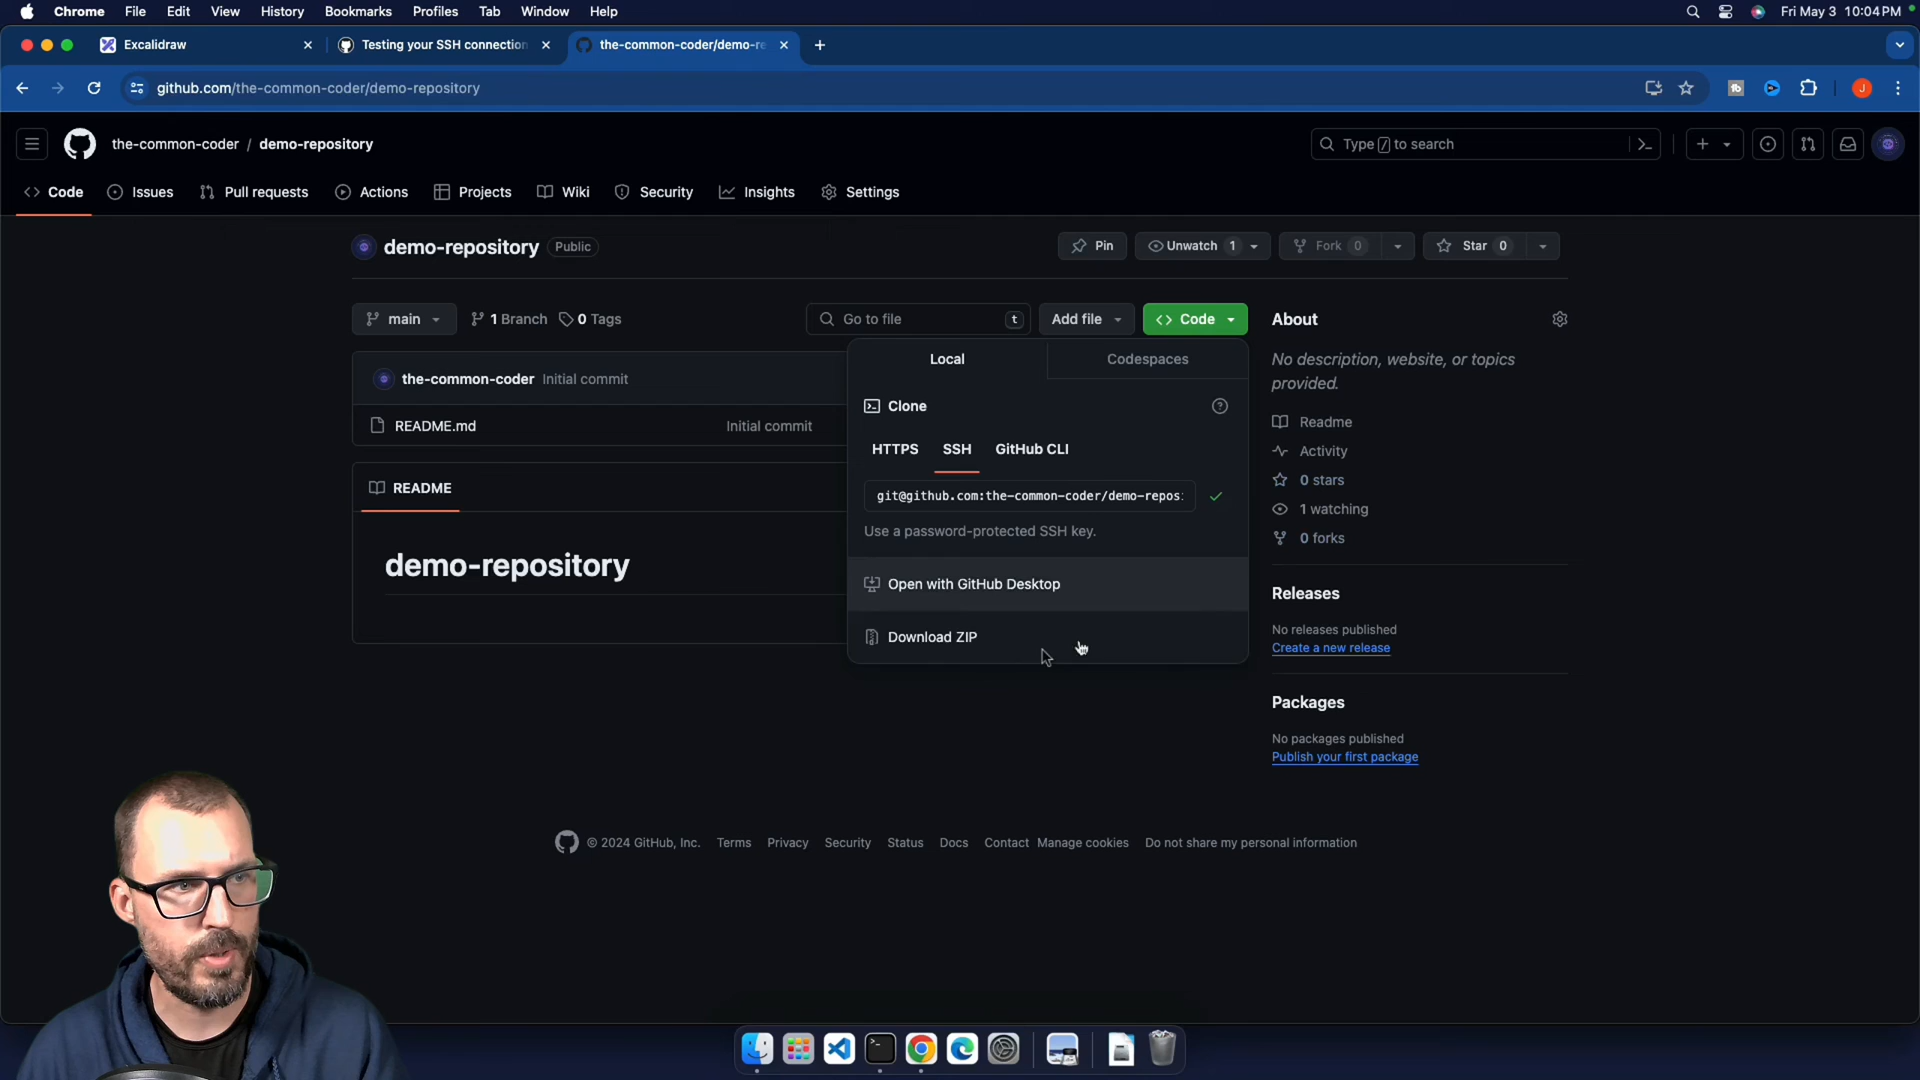 Chrome File Edit View History Bookmarks Profiles Tab Window Help Fri May 3 10:04 PM
Excalidraw Testing your SSH connection the-common-coder/demo-re
github.com/the-common-coder/demo-repository J
the-common-coder / demo-repository Type / to search
Code Issues Pull requests Actions Projects Wiki Security Insights Settings
demo-repository Public Pin Unwatch 1 Fork 0 Star 0
main 1 Branch 0 Tags Go to file t Add file Code About
Local Codespaces No description, website, or topics
provided.
the-common-coder Initial commit
Clone
README.md Initial commit Readme
HTTPS SSH GitHub CLI Activity
README git@github.com:the-common-coder/demo-repos: 0 stars
1 watching
Use a password-protected SSH key. 0 forks
demo-repository
Open with GitHub Desktop Releases
No releases published
Download ZIP Create a new release
Packages
No packages published
Publish your first package
© 2024 GitHub, Inc. Terms Privacy Security Status Docs Contact Manage cookies Do not share my personal information